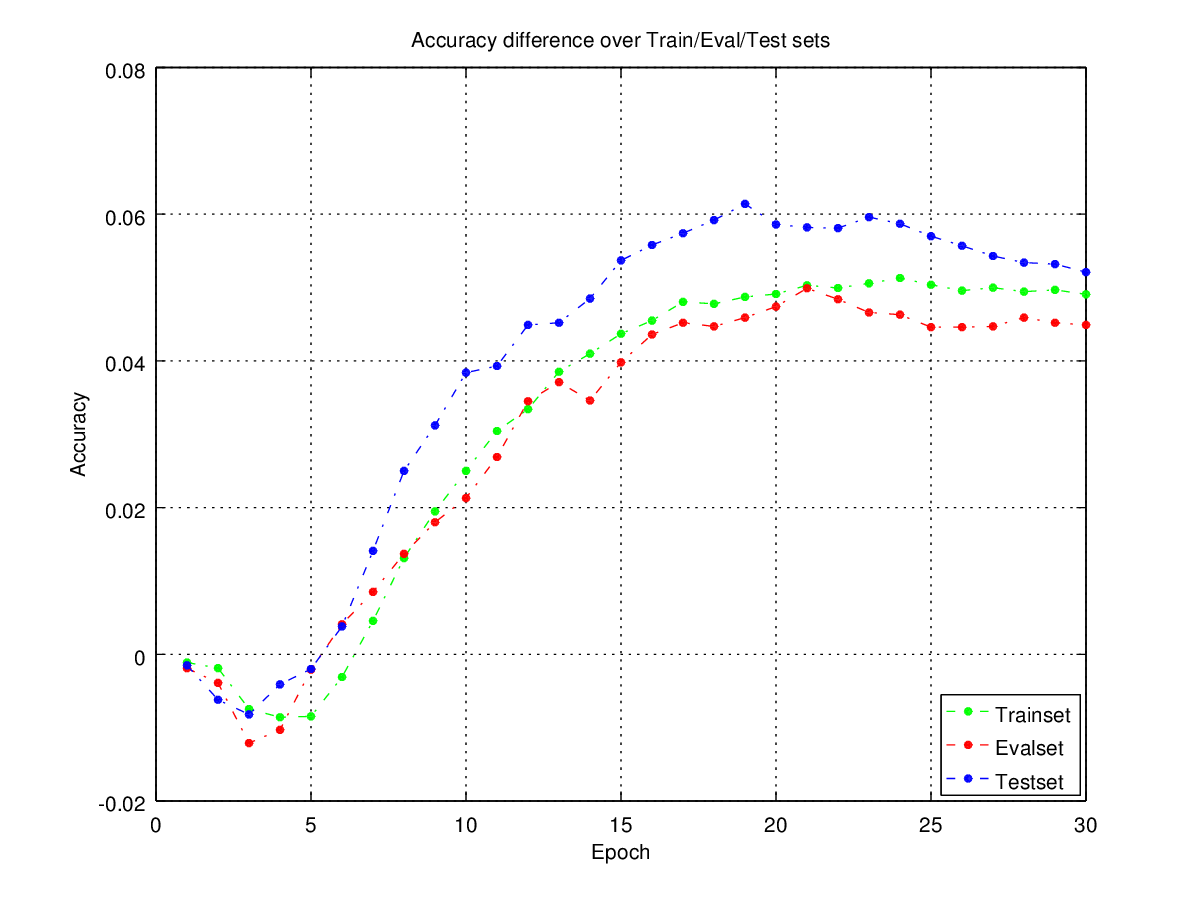 Accuracy difference over Train/Eval/Test sets
0.08
0.06
0.04
0.02
0
-0.02
Accuracy
0 5 10 15 20 25 30
Epoch
Trainset
Evalset
Testset